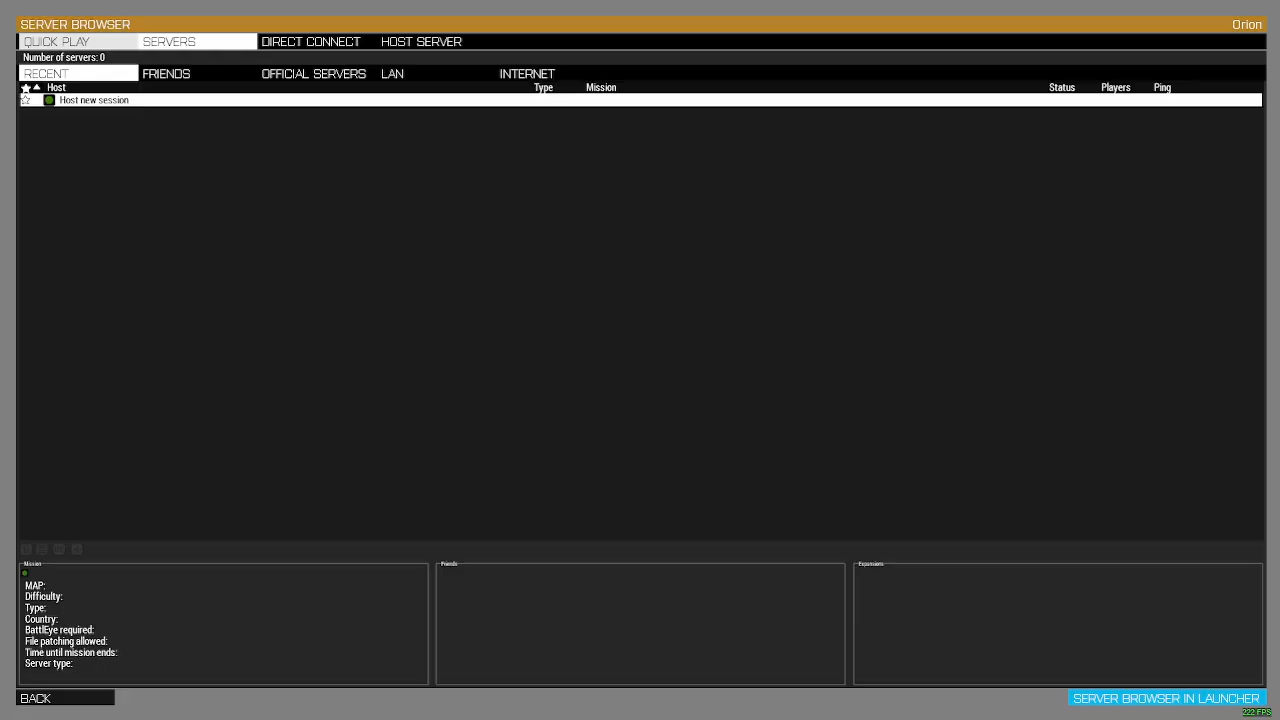 SERVER BROWSER Orion
QUICK PLAY SERVERS DIRECT CONNECT HOST SERVER
Number of servers: 0
RECENT FRIENDS OFFICIAL SERVERS LAN INTERNET
Host Type Mission Status Players Ping
Host new session
Mission Friends Expansions
MAP:
Difficulty:
Type:
Country:
BattlEye required:
File patching allowed:
Time until mission ends:
Server type:
BACK SERVER BROWSER IN LAUNCHER
222 FPS